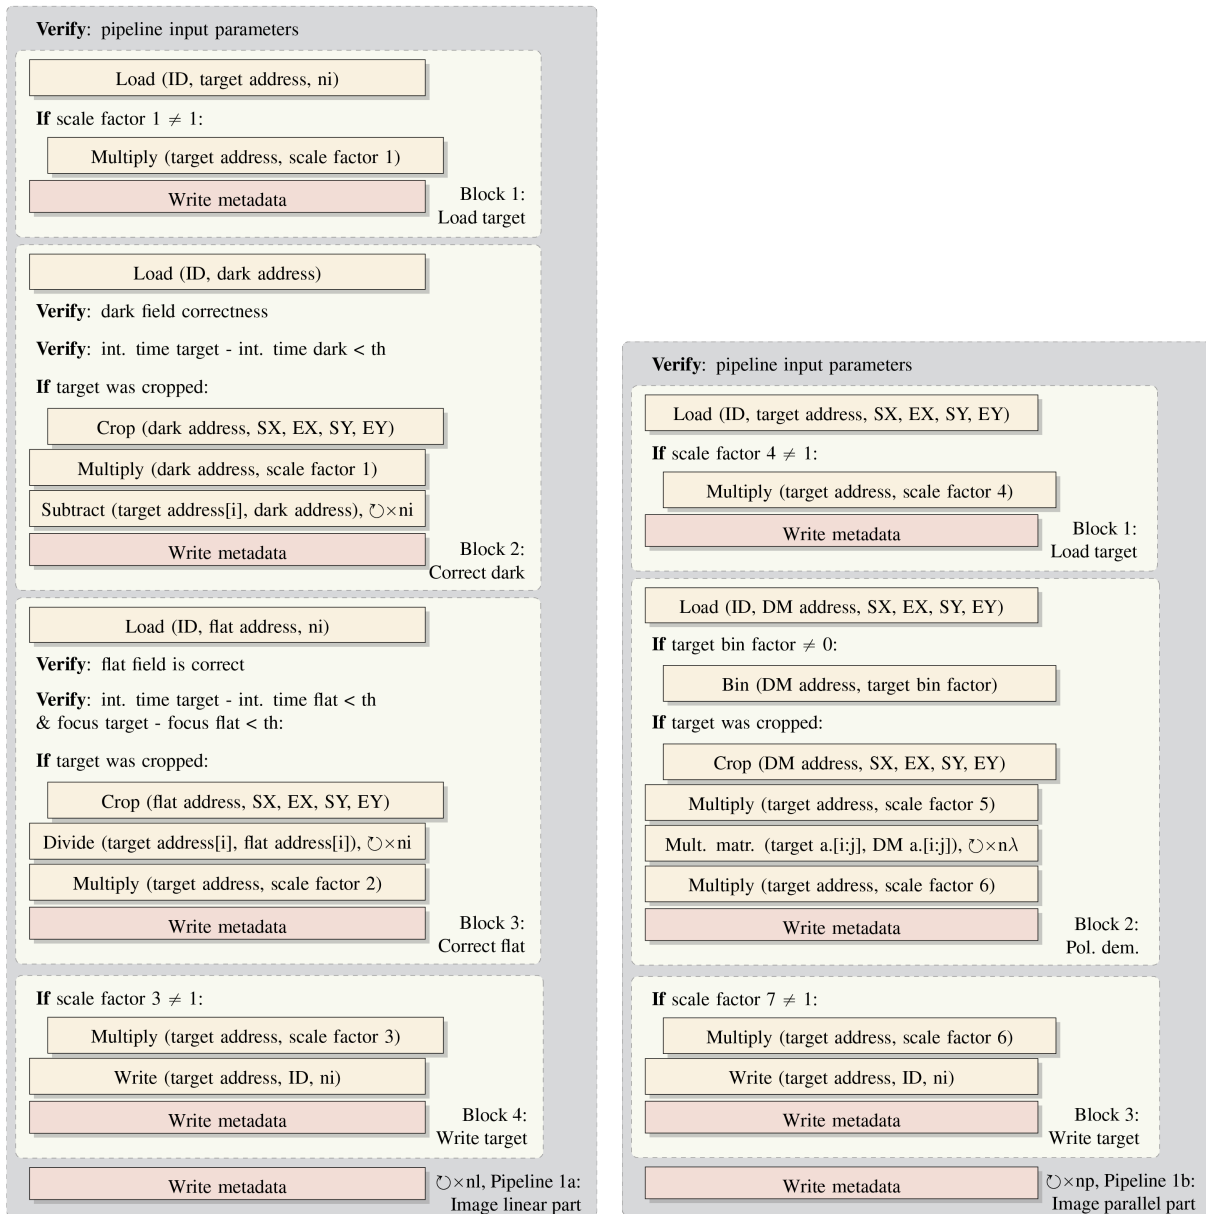 Verify: pipeline input parameters
Load (ID, target address, ni)
If scale factor 1 ≠ 1:
Multiply (target address, scale factor 1)
Write metadata
Block 1:
Load target
Load (ID, dark address)
Verify: dark field correctness
Verify: int. time target - int. time dark < th
If target was cropped:
Crop (dark address, SX, EX, SY, EY)
Multiply (dark address, scale factor 1)
Subtract (target address[i], dark address), ↻×ni
Write metadata
Block 2:
Correct dark
Load (ID, flat address, ni)
Verify: flat field is correct
Verify: int. time target - int. time flat < th
& focus target - focus flat < th:
If target was cropped:
Crop (flat address, SX, EX, SY, EY)
Divide (target address[i], flat address[i]), ↻×ni
Multiply (target address, scale factor 2)
Write metadata
Block 3:
Correct flat
If scale factor 3 ≠ 1:
Multiply (target address, scale factor 3)
Write (target address, ID, ni)
Write metadata
Block 4:
Write target
Write metadata
↻×nl, Pipeline 1a:
Image linear part
Verify: pipeline input parameters
Load (ID, target address, SX, EX, SY, EY)
If scale factor 4 ≠ 1:
Multiply (target address, scale factor 4)
Write metadata
Block 1:
Load target
Load (ID, DM address, SX, EX, SY, EY)
If target bin factor ≠ 0:
Bin (DM address, target bin factor)
If target was cropped:
Crop (DM address, SX, EX, SY, EY)
Multiply (target address, scale factor 5)
Mult. matr. (target a.[i:j], DM a.[i:j]), ↻×nλ
Multiply (target address, scale factor 6)
Write metadata
Block 2:
Pol. dem.
If scale factor 7 ≠ 1:
Multiply (target address, scale factor 6)
Write (target address, ID, ni)
Write metadata
Block 3:
Write target
Write metadata
↻×np, Pipeline 1b:
Image parallel part